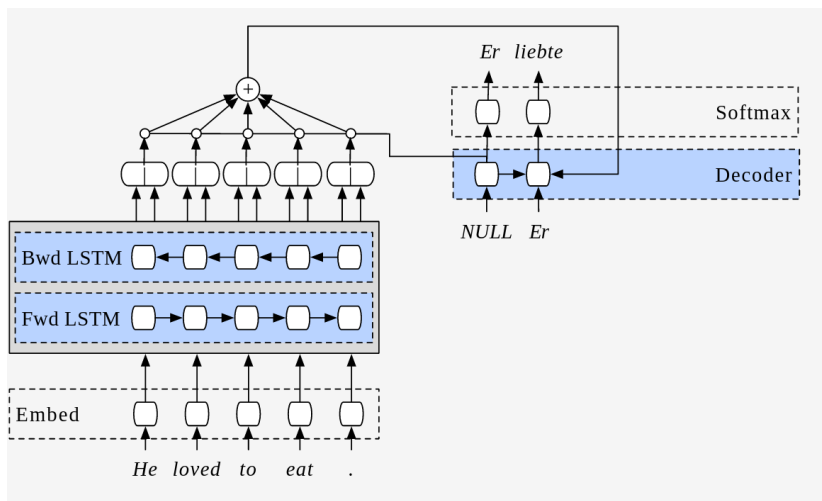 Er liebte
+
Softmax
Decoder
NULL Er
Bwd LSTM
Fwd LSTM
Embed
He loved to eat .